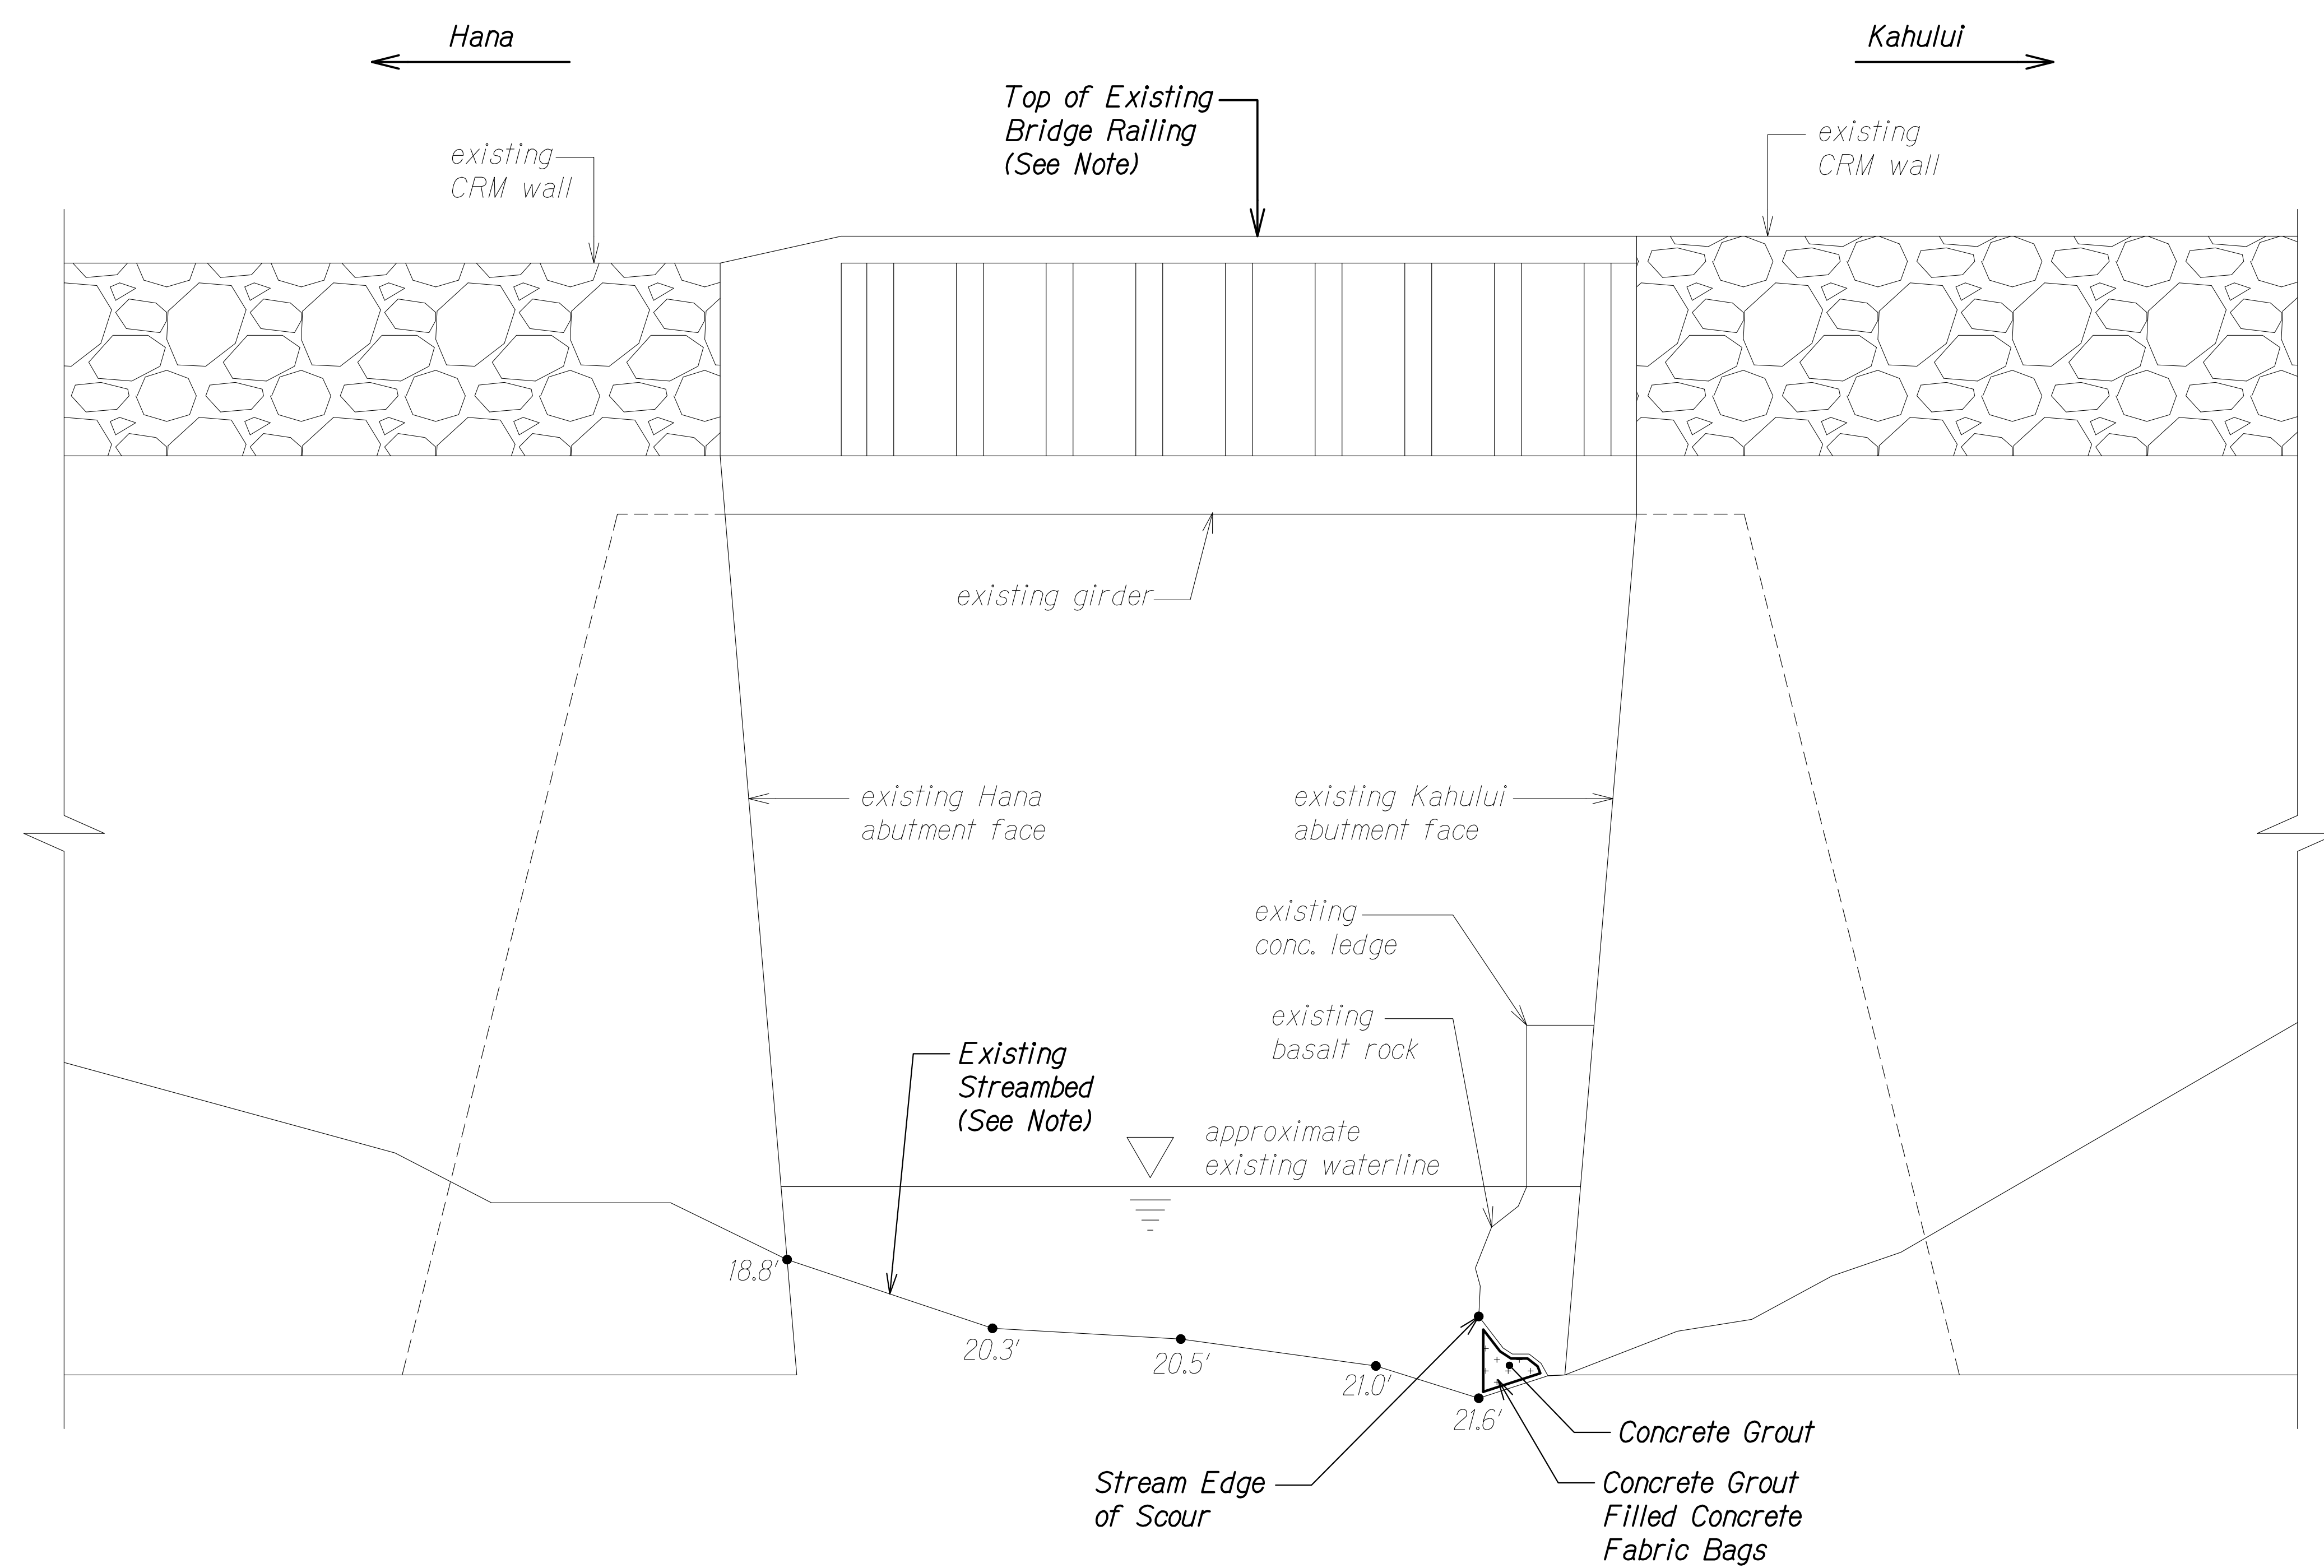 Hana
Kahului
Top of Existing
Bridge Railing
(See Note)
existing
CRM wall
existing
CRM wall
existing girder
existing Hana
abutment face
existing Kahului
abutment face
existing
conc. ledge
existing
basalt rock
Existing
Streambed
(See Note)
approximate
existing waterline
18.8'
20.3'
20.5'
21.0'
21.6'
Concrete Grout
Stream Edge
of Scour
Concrete Grout
Filled Concrete
Fabric Bags